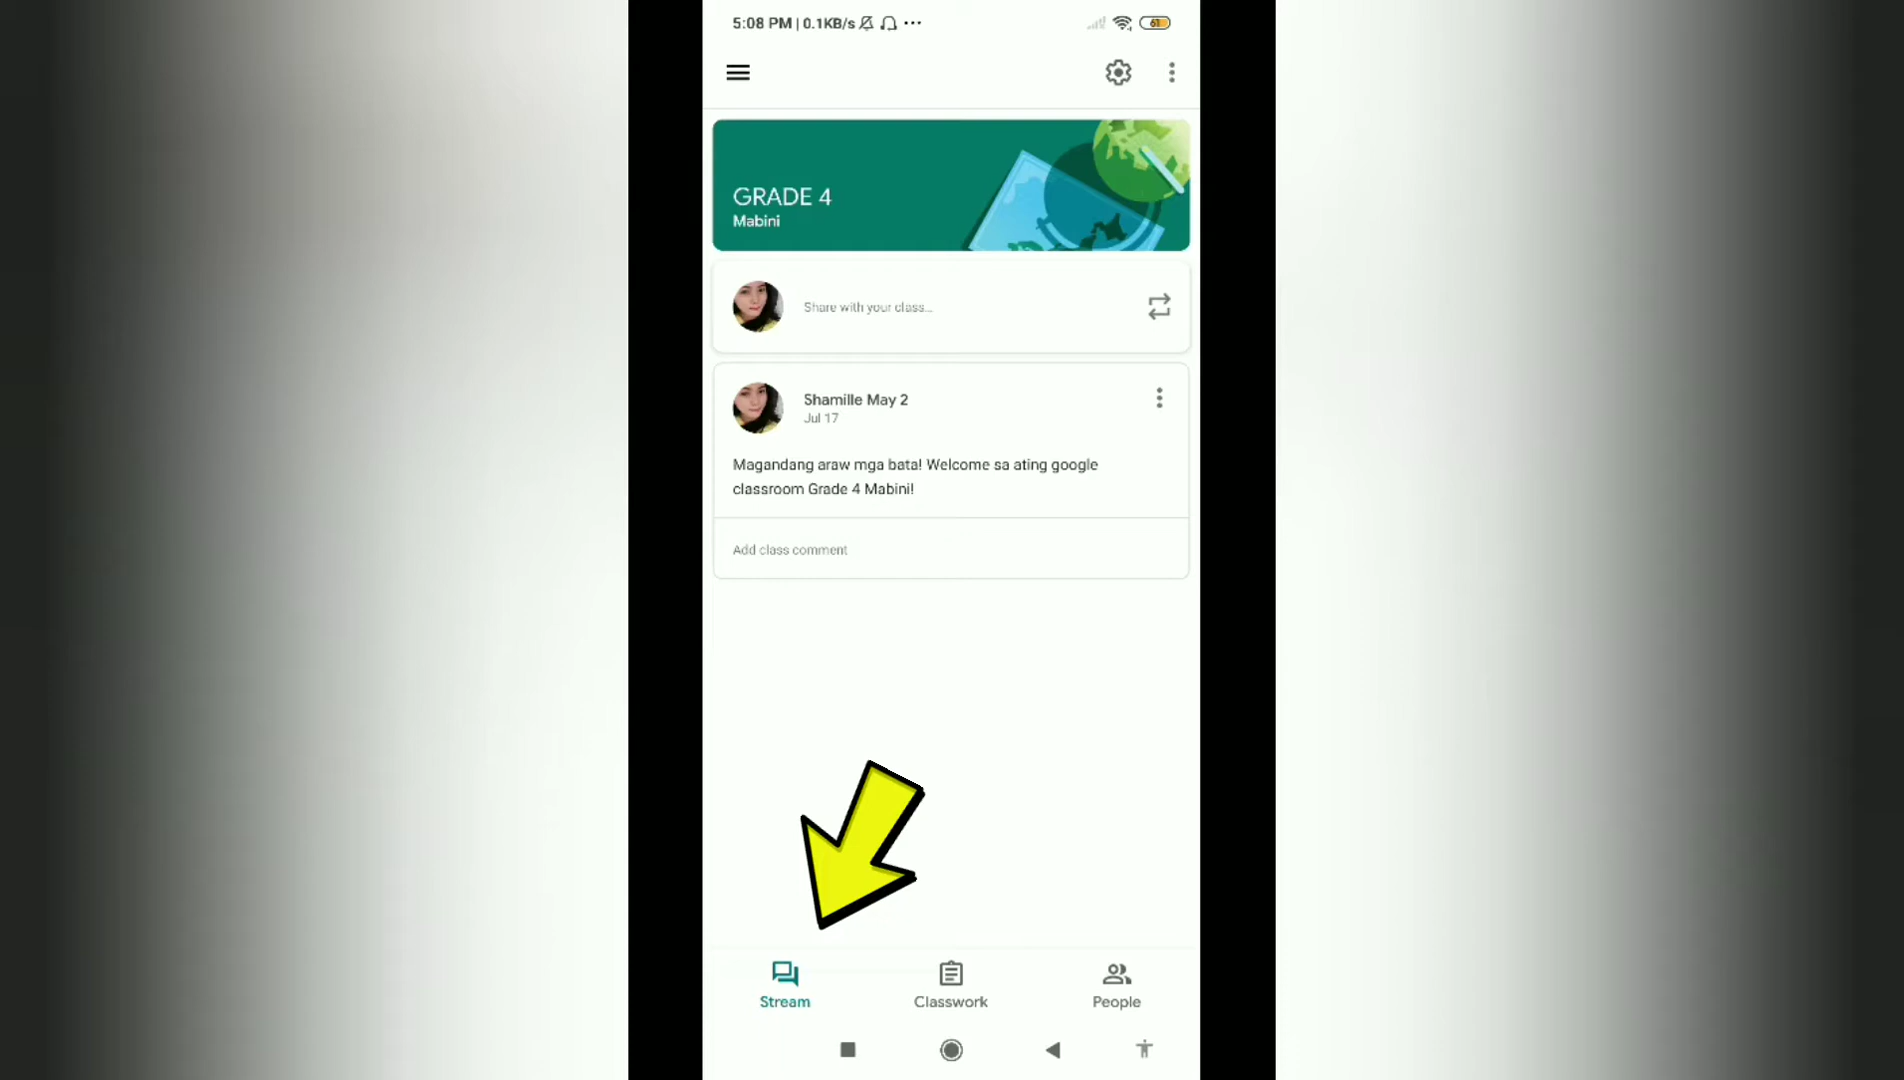 5:08 PM | 0.1KB/s
61
GRADE 4
Mabini
Share with your class...
Shamille May 2
Jul 17
Magandang araw mga bata! Welcome sa ating google
classroom Grade 4 Mabini!
Add class comment
Stream
Classwork
People